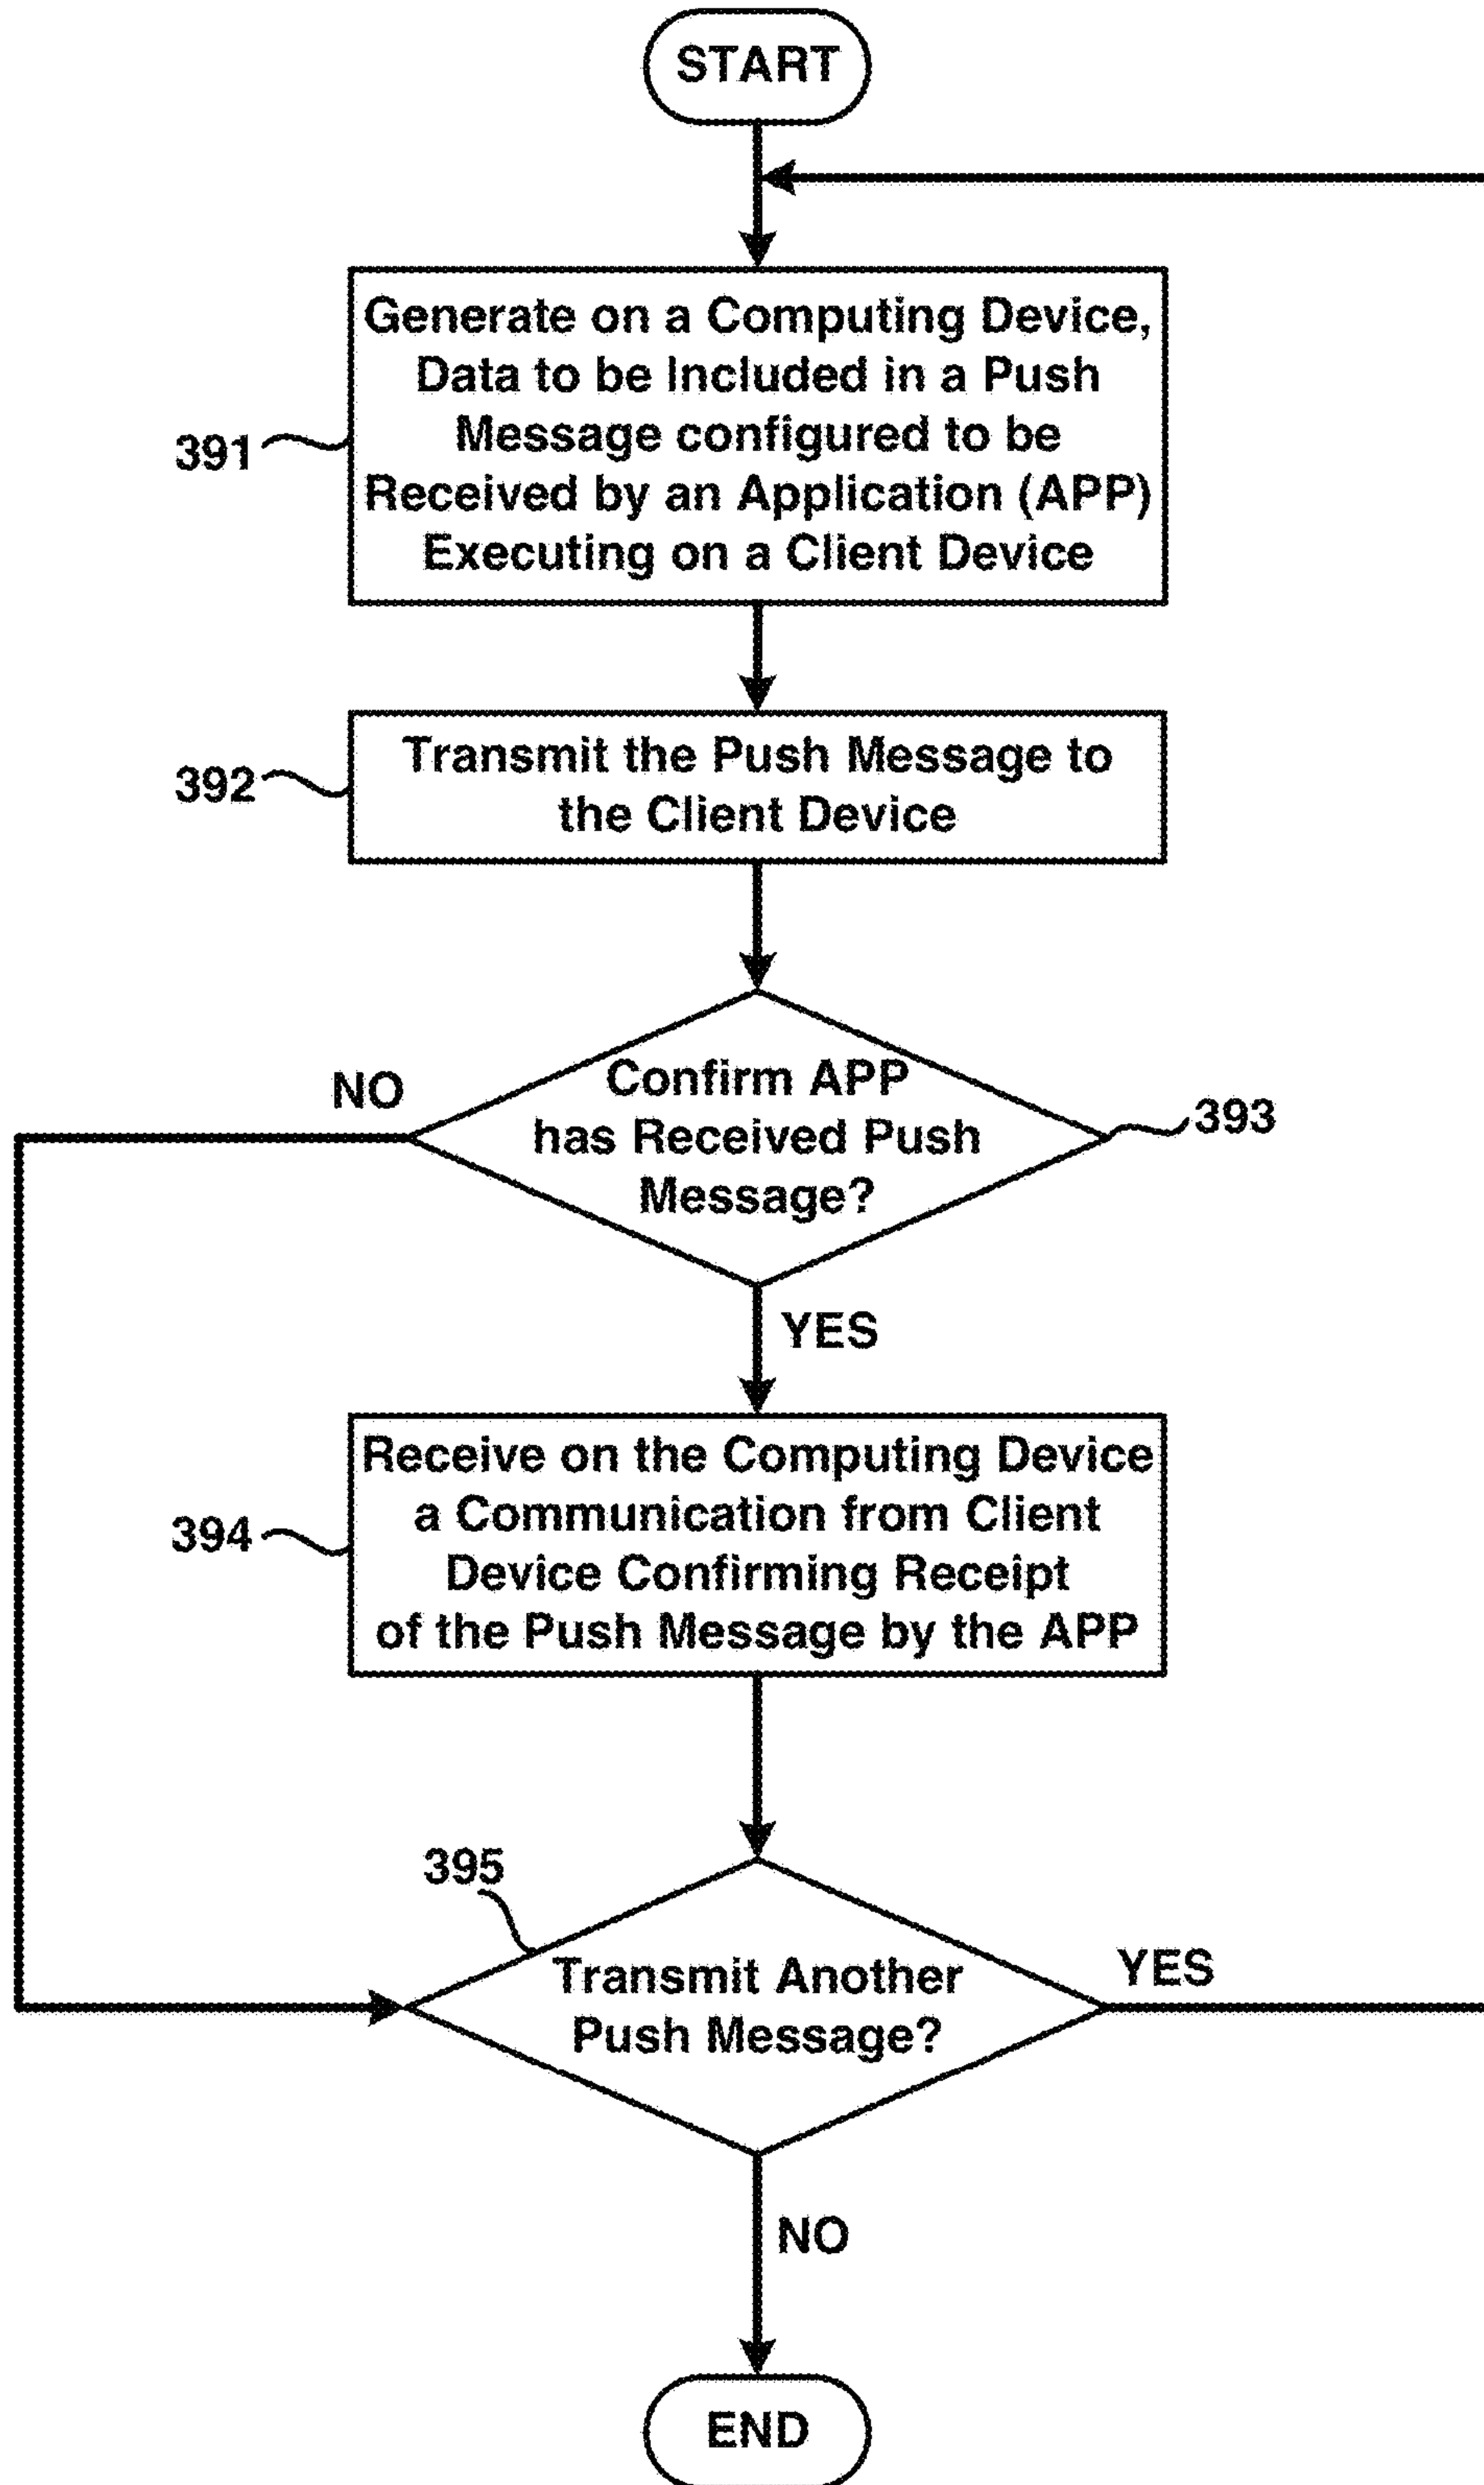 START
Generate on a Computing Device,
Data to be Included in a Push
Message configured to be
Received by an Application (APP)
Executing on a Client Device
391
Transmit the Push Message to
the Client Device
392
NO
Confirm APP
has Received Push
Message?
393
YES
Receive on the Computing Device
a Communication from Client
Device Confirming Receipt
of the Push Message by the APP
394
395
Transmit Another
Push Message?
YES
NO
END